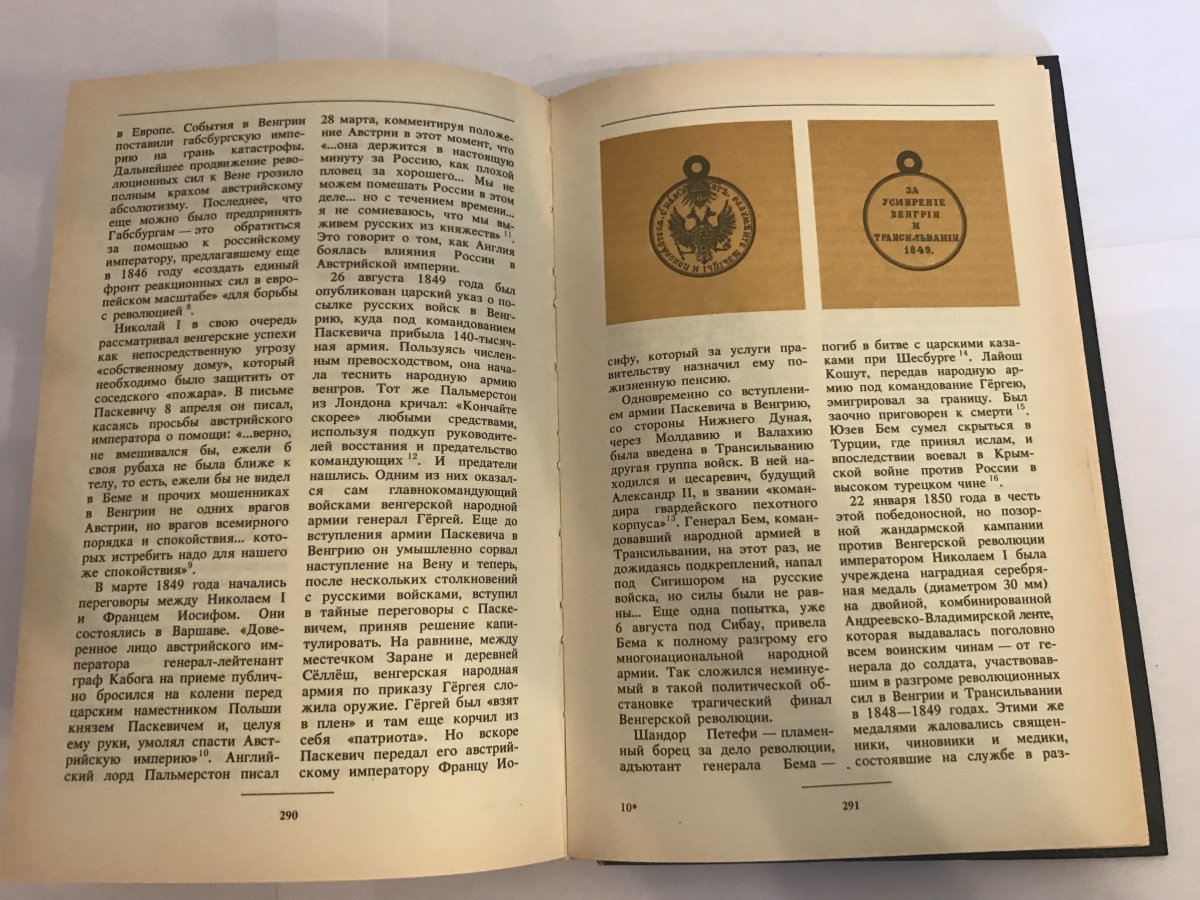 в Европе. События в Венгрии
поставили габсбургскую импе-
рию на грань катастрофы.
Дальнейшее продвижение рево-
люционных сил к Вене грозило
полным крахом австрийскому
абсолютизму. Последнее, что
еще можно было предпринять
Габсбургам — это обратиться
за помощью к российскому
императору, предлагавшему еще
в 1846 году «создать единый
фронт реакционных сил в евро-
пейском масштабе» «для борьбы
с революцией 8.
Николай I в свою очередь
рассматривал венгерские успехи
как непосредственную угрозу
«собственному дому», который
необходимо было защитить от
соседского «пожара». В письме
Паскевичу 8 апреля он писал,
касаясь просьбы австрийского
императора о помощи: «...верно,
не вмешивался бы, ежели б
своя рубаха не была ближе к
телу, то есть, ежели бы не видел
в Беме и прочих мошенниках
в Венгрии не одних врагов
Австрии, но врагов всемирного
порядка и спокойствия... кото-
рых истребить надо для нашего
же спокойствия»9.
В марте 1849 года начались
переговоры между Николаем I
и Францем Иосифом. Они
состоялись в Варшаве. «Дове-
ренное лицо австрийского им-
ператора генерал-лейтенант
граф Кабога на приеме публич-
но бросился на колени перед
царским наместником Польши
князем Паскевичем и, целуя
ему руки, умолял спасти Авст-
рийскую империю»10. Англий-
ский лорд Пальмерстон писал
28 марта, комментируя положе-
ние Австрии в этот момент, что
«...она держится в настоящую
минуту за Россию, как плохой
пловец за хорошего... Мы не
можем помешать России в этом
деле... но с течением времени...
я не сомневаюсь, что мы вы-
живем русских из княжеств» 11.
Это говорит о том, как Англия
боялась влияния России в
Австрийской империи.
26 августа 1849 года был
опубликован царский указ о по-
сылке русских войск в Венг-
рию, куда под командованием
Паскевича прибыла 140-тысяч-
ная армия. Пользуясь числен-
ным превосходством, она нача-
ла теснить народную армию
венгров. Тот же Пальмерстон
из Лондона кричал: «Кончайте
скорее» любыми средствами,
используя подкуп руководите-
лей восстания и предательство
командующих 12. И предатели
нашлись. Одним из них оказал-
ся сам главнокомандующий
войсками венгерской народной
армии генерал Гёргей. Еще до
вступления армии Паскевича в
Венгрию он умышленно сорвал
наступление на Вену и теперь,
после нескольких столкновений
с русскими войсками, вступил
в тайные переговоры с Паске-
вичем, приняв решение капи-
тулировать. На равнине, между
местечком Заране и деревней
Сёллёш, венгерская народная
армия по приказу Гёргея сло-
жила оружие. Гёргей был «взят
в плен» и там еще корчил из
себя «патриота». Но вскоре
Паскевич передал его австрий-
скому императору Францу Ио-
290
ЗА
УСМИРЕНІЕ
ВЕНГРІИ
И
ТРАНСИЛЬВАНІИ
1849.
сифу, который за услуги пра-
вительству назначил ему по-
жизненную пенсию.
Одновременно со вступлени-
ем армии Паскевича в Венгрию,
со стороны Нижнего Дуная,
через Молдавию и Валахию
была введена в Трансильванию
другая группа войск. В ней на-
ходился и цесаревич, будущий
Александр II, в звании «коман-
дира гвардейского пехотного
корпуса»13. Генерал Бем, коман-
довавший народной армией в
Трансильвании, на этот раз, не
дожидаясь подкреплений, напал
под Сигишором на русские
войска, но силы были не рав-
ны... Еще одна попытка, уже
6 августа под Сибау, привела
Бема к полному разгрому его
многонациональной народной
армии. Так сложился неминуе-
мый в такой политической об-
становке трагический финал
Венгерской революции.
Шандор Петефи — пламен-
ный борец за дело революции,
адъютант генерала Бема —
погиб в битве с царскими каза-
ками при Шесбурге 14. Лайош
Кошут, передав народную ар-
мию под командование Гёргею,
эмигрировал за границу. Был
заочно приговорен к смерти 15.
Юзев Бем сумел скрыться в
Турции, где принял ислам, и
впоследствии воевал в Крым-
ской войне против России в
высоком турецком чине 16.
22 января 1850 года в честь
этой победоносной, но позор-
ной жандармской кампании
против Венгерской революции
императором Николаем I была
учреждена наградная серебря-
ная медаль (диаметром 30 мм)
на двойной, комбинированной
Андреевско-Владимирской ленте,
которая выдавалась поголовно
всем воинским чинам — от ге-
нерала до солдата, участвовав-
шим в разгроме революционных
сил в Венгрии и Трансильвании
в 1848—1849 годах. Этими же
медалями жаловались священ-
ники, чиновники и медики,
состоявшие на службе в раз-
10*
291